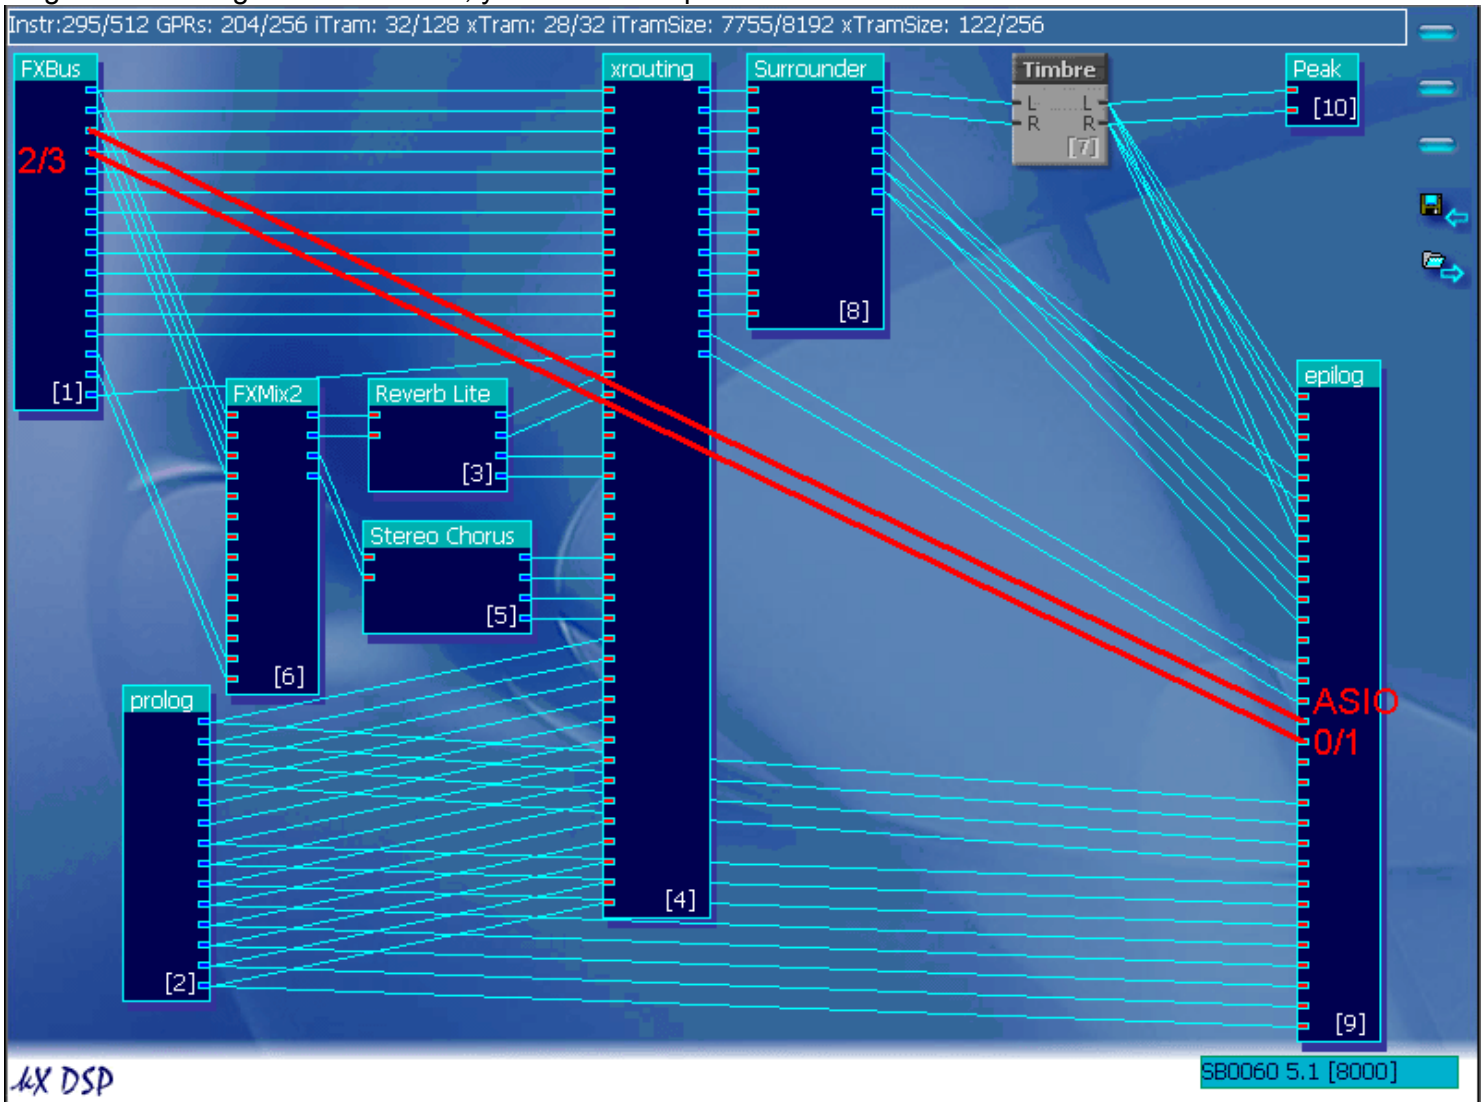 Instr:295/512 GPRs: 204/256 iTram: 32/128 xTram: 28/32 iTramSize: 7755/8192 xTramSize: 122/256
FXBus
xrouting
Surrounder
Timbre
Peak
L L
R R
[7]
[10]
2/3
[8]
[1]
FXMix2
Reverb Lite
epilog
[3]
Stereo Chorus
[5]
[6]
prolog
ASIO
0/1
[4]
[2]
[9]
kX DSP
SB0060 5.1 [8000]